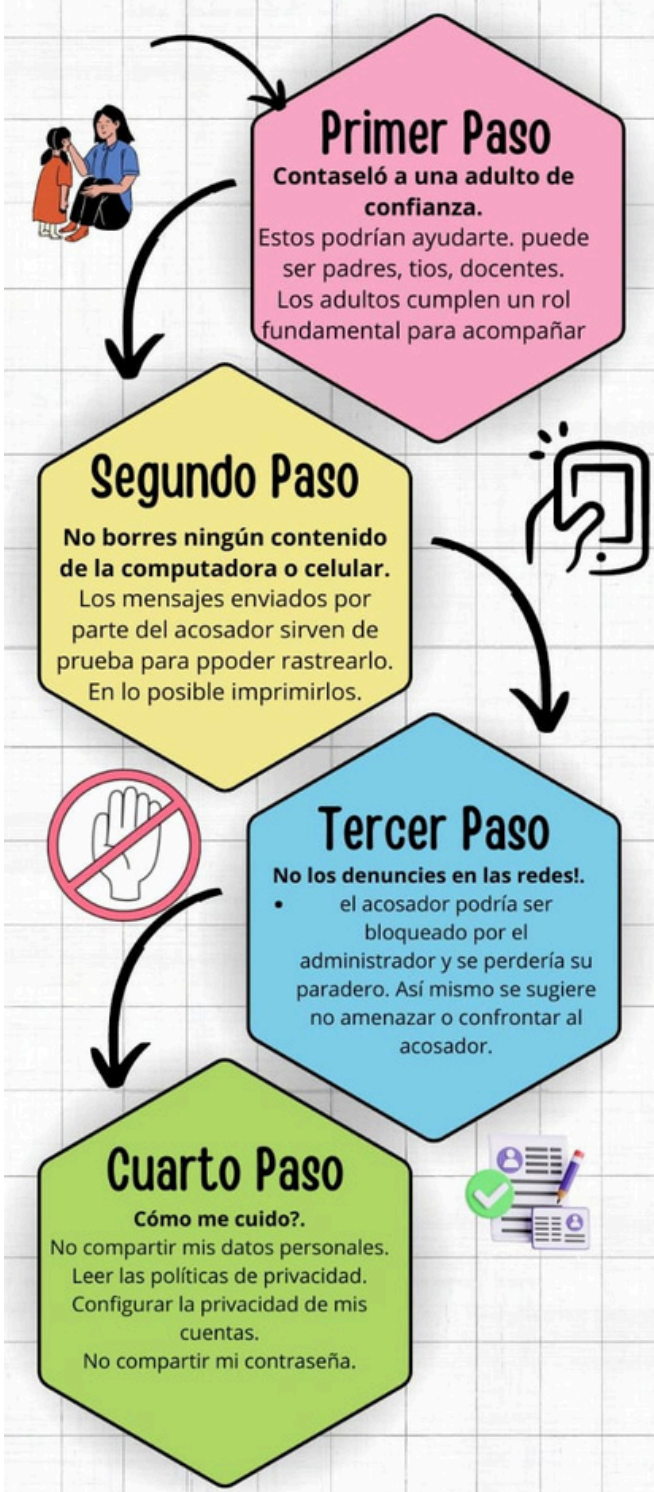 Primer Paso
Contaseló a una adulto de
confianza.
Estos podrían ayudarte. puede
ser padres, tios, docentes.
Los adultos cumplen un rol
fundamental para acompañar
Segundo Paso
No borres ningún contenido
de la computadora o celular.
Los mensajes enviados por
parte del acosador sirven de
prueba para ppoder rastrearlo.
En lo posible imprimirlos.
Tercer Paso
No los denuncies en las redes!.
• el acosador podría ser
bloqueado por el
administrador y se perdería su
paradero. Así mismo se sugiere
no amenazar o confrontar al
acosador.
Cuarto Paso
Cómo me cuido?.
No compartir mis datos personales.
Leer las políticas de privacidad.
Configurar la privacidad de mis
cuentas.
No compartir mi contraseña.